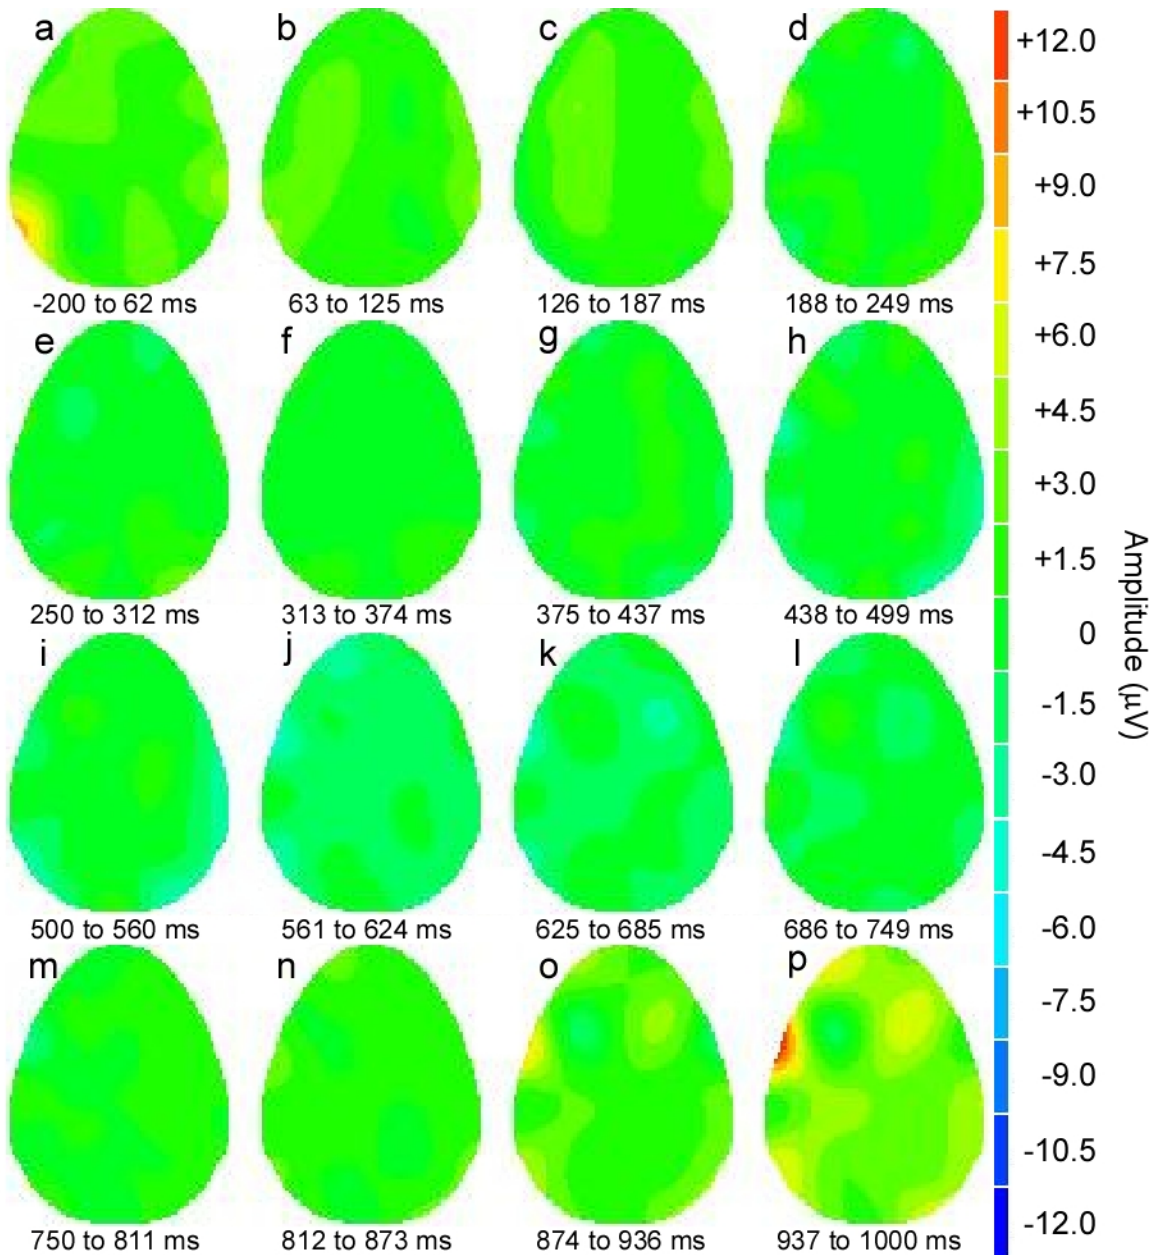 a b c d
-200 to 62 ms 63 to 125 ms 126 to 187 ms 188 to 249 ms
e f g h
250 to 312 ms 313 to 374 ms 375 to 437 ms 438 to 499 ms
i j k l
500 to 560 ms 561 to 624 ms 625 to 685 ms 686 to 749 ms
m n o p
750 to 811 ms 812 to 873 ms 874 to 936 ms 937 to 1000 ms
+12.0
+10.5
+9.0
+7.5
+6.0
+4.5
+3.0
+1.5
0
-1.5
-3.0
-4.5
-6.0
-7.5
-9.0
-10.5
-12.0
Amplitude (μV)